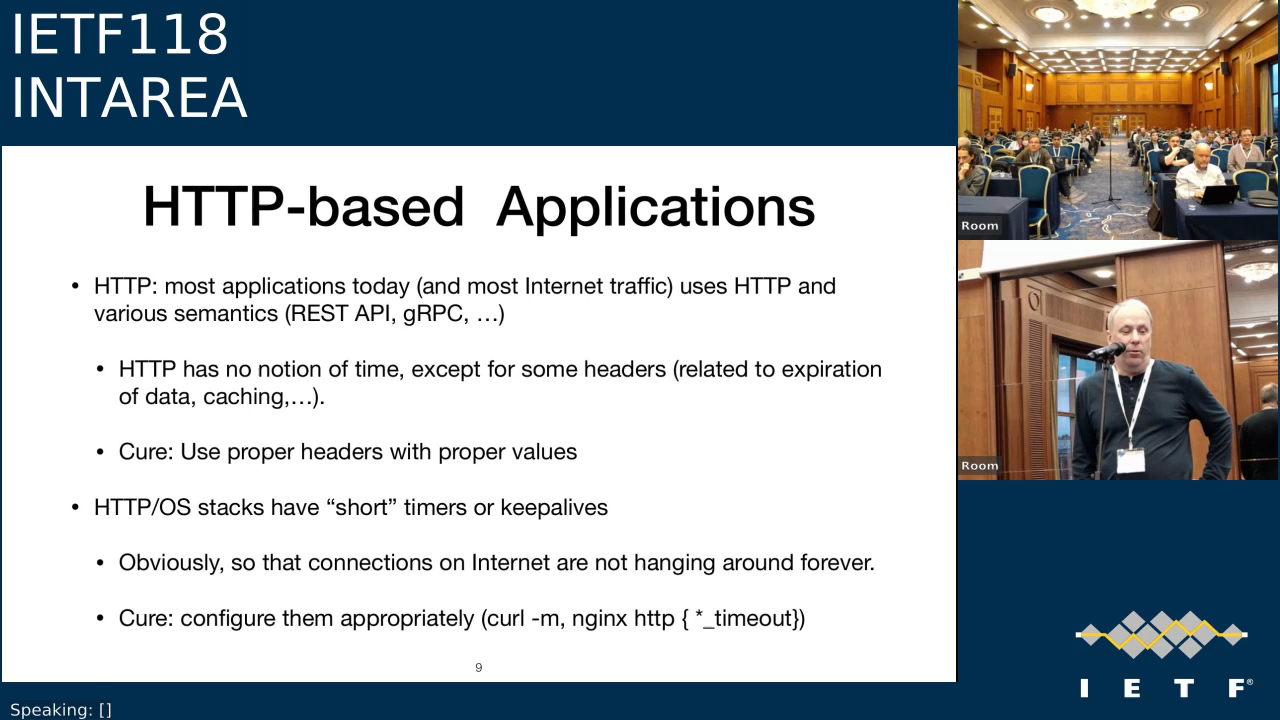 IETF118
INTAREA
HTTP-based Applications
• HTTP: most applications today (and most Internet traffic) uses HTTP and
various semantics (REST API, gRPC, …)
• HTTP has no notion of time, except for some headers (related to expiration
of data, caching,…).
• Cure: Use proper headers with proper values
• HTTP/OS stacks have “short” timers or keepalives
• Obviously, so that connections on Internet are not hanging around forever.
• Cure: configure them appropriately (curl -m, nginx http { *_timeout})
9
Room
Room
I E T F®
Speaking: []